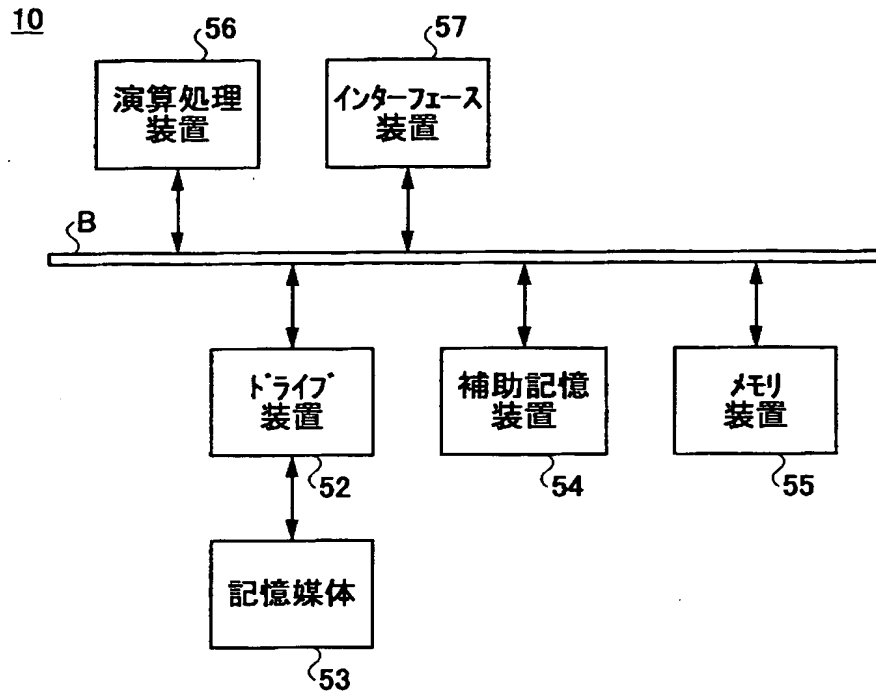 10
56
57
演算処理
装置
インターフェース
装置
B
ドライブ
装置
補助記憶
装置
メモリ
装置
52
54
55
記憶媒体
53